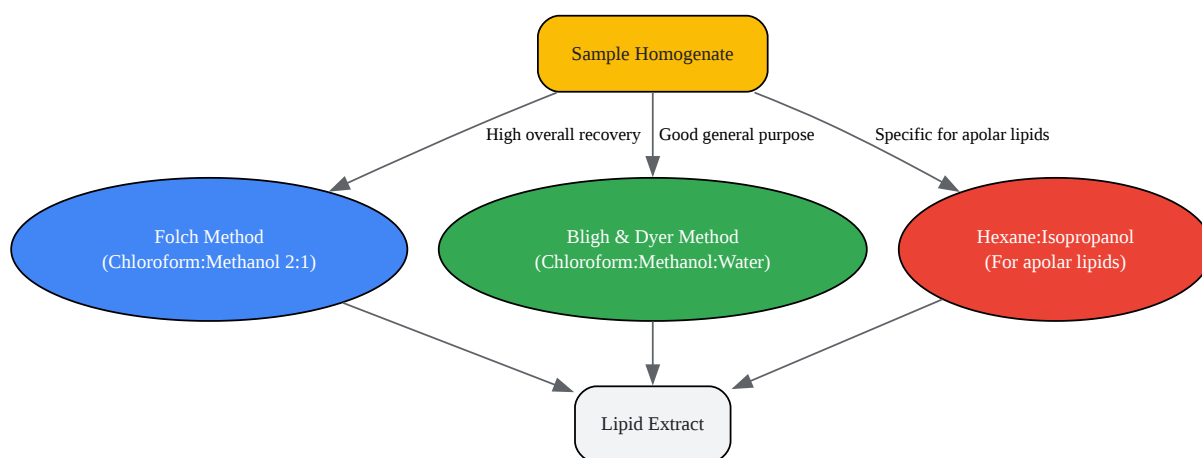 Sample Homogenate
High overall recovery
Good general purpose
Specific for apolar lipids
Folch Method
(Chloroform:Methanol 2:1)
Bligh & Dyer Method
(Chloroform:Methanol:Water)
Hexane:Isopropanol
(For apolar lipids)
Lipid Extract